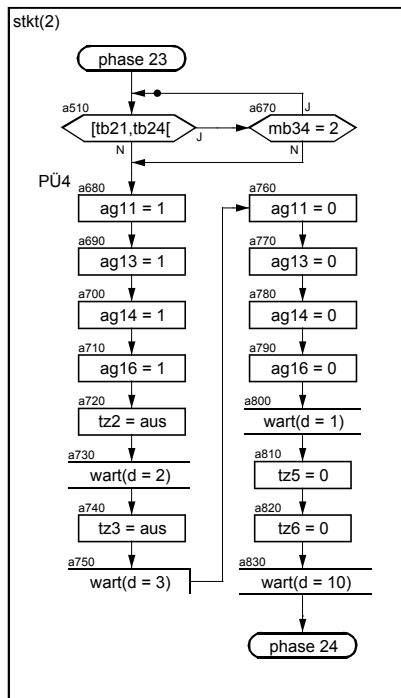 stkt(2)
phase 23
a510
[tb21,tb24[
J
N
a670
mb34 = 2
J
N
PÜ4
a680
ag11 = 1
a690
ag13 = 1
a700
ag14 = 1
a710
ag16 = 1
a720
tz2 = aus
a730
wart(d = 2)
a740
tz3 = aus
a750
wart(d = 3)
a760
ag11 = 0
a770
ag13 = 0
a780
ag14 = 0
a790
ag16 = 0
a800
wart(d = 1)
a810
tz5 = 0
a820
tz6 = 0
a830
wart(d = 10)
phase 24